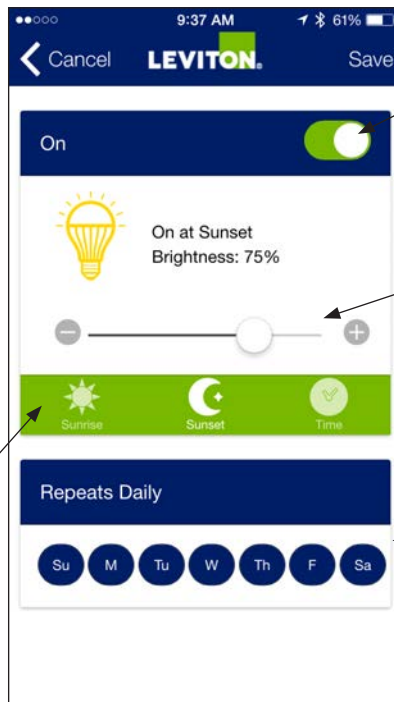 9:37 AM 61%
Cancel LEVITON. Save
On
On at Sunset
Brightness: 75%
Sunrise Sunset Time
Repeats Daily
Su M Tu W Th F Sa